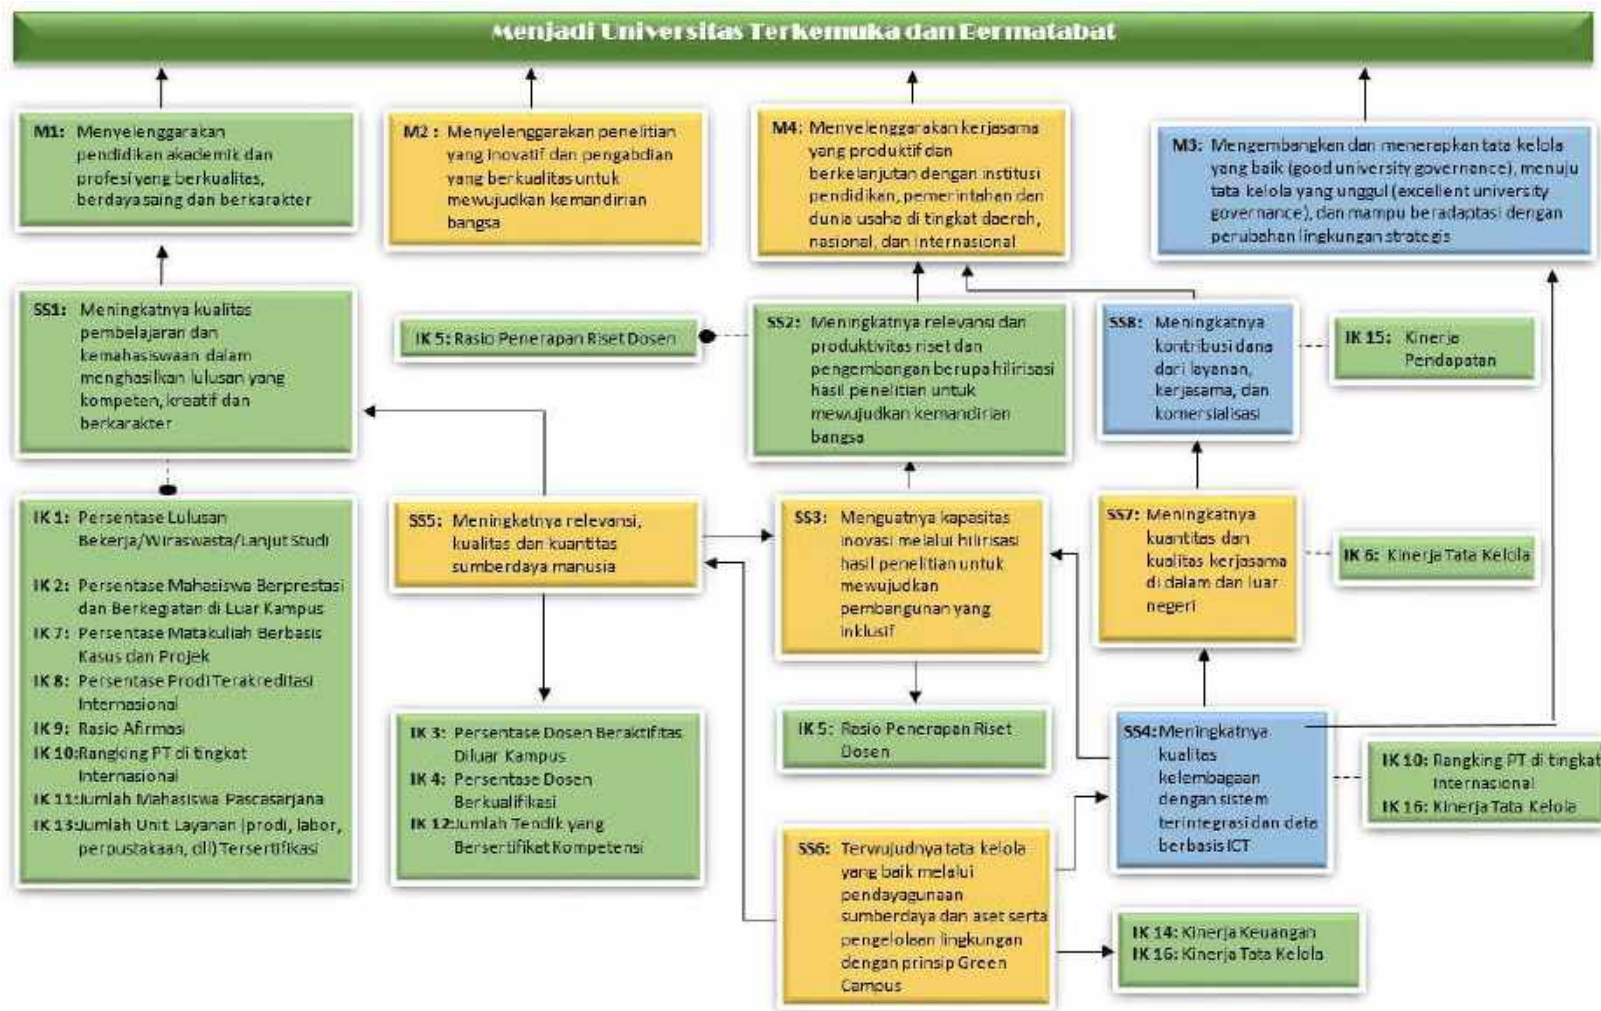 Menjadi Universitas Terkemuka dan Bermatabat
M1: Menyelenggarakan
pendidikan akademik dan
profesi yang berkualitas,
berdaya saing dan berkarakter
M2 : Menyelenggarakan penelitian
yang inovatif dan pengabdian
yang berkualitas untuk
mewujudkan kemandirian
bangsa
M4: Menyelenggarakan kerjasama
yang produktif dan
berkelanjutan dengan institusi
pendidikan, pemerintahan dan
dunia usaha di tingkat daerah,
nasional, dan internasional
M3: Mengembangkan dan menerapkan tata kelola
yang baik (good university governance), menuju
tata kelola yang unggul (excellent university
governance), dan mampu beradaptasi dengan
perubahan lingkungan strategis
SS1: Meningkatnya kualitas
pembelajaran dan
kemahasiswaan dalam
menghasilkan lulusan yang
kompeten, kreatif dan
berkarakter
IK 5: Rasio Penerapan Riset Dosen
SS2: Meningkatnya relevansi dan
produktivitas riset dan
pengembangan berupa hilirisasi
hasil penelitian untuk
mewujudkan kemandirian
bangsa
SS8: Meningkatnya
kontribusi dana
dari layanan,
kerjasama, dan
komersialisasi
IK 15: Kinerja
Pendapatan
IK 1: Persentase Lulusan
Bekerja/Wiraswasta/Lanjut Studi
IK 2: Persentase Mahasiswa Berprestasi
dan Berkegiatan di Luar Kampus
IK 7: Persentase Matakuliah Berbasis
Kasus dan Projek
IK 8: Persentase Prodi Terakreditasi
Internasional
IK 9: Rasio Afirmasi
IK 10:Rangking PT di tingkat
Internasional
IK 11:Jumlah Mahasiswa Pascasarjana
IK 13:Jumlah Unit Layanan (prodi, labor,
perpustakaan, dll) Tersertifikasi
SS5: Meningkatnya relevansi,
kualitas dan kuantitas
sumberdaya manusia
SS3: Menguatnya kapasitas
inovasi melalui hilirisasi
hasil penelitian untuk
mewujudkan
pembangunan yang
inklusif
SS7: Meningkatnya
kuantitas dan
kualitas kerjasama
di dalam dan luar
negeri
IK 6: Kinerja Tata Kelola
IK 3: Persentase Dosen Beraktifitas
Diluar Kampus
IK 4: Persentase Dosen
Berkualifikasi
IK 12:Jumlah Tendik yang
Bersertifikat Kompetensi
IK 5: Rasio Penerapan Riset
Dosen
SS4:Meningkatnya
kualitas
kelembagaan
dengan sistem
terintegrasi dan data
berbasis ICT
IK 10: Rangking PT di tingkat
Internasional
IK 16: Kinerja Tata Kelola
SS6: Terwujudnya tata kelola
yang baik melalui
pendayagunaan
sumberdaya dan aset serta
pengelolaan lingkungan
dengan prinsip Green
Campus
IK 14: Kinerja Keuangan
IK 16: Kinerja Tata Kelola